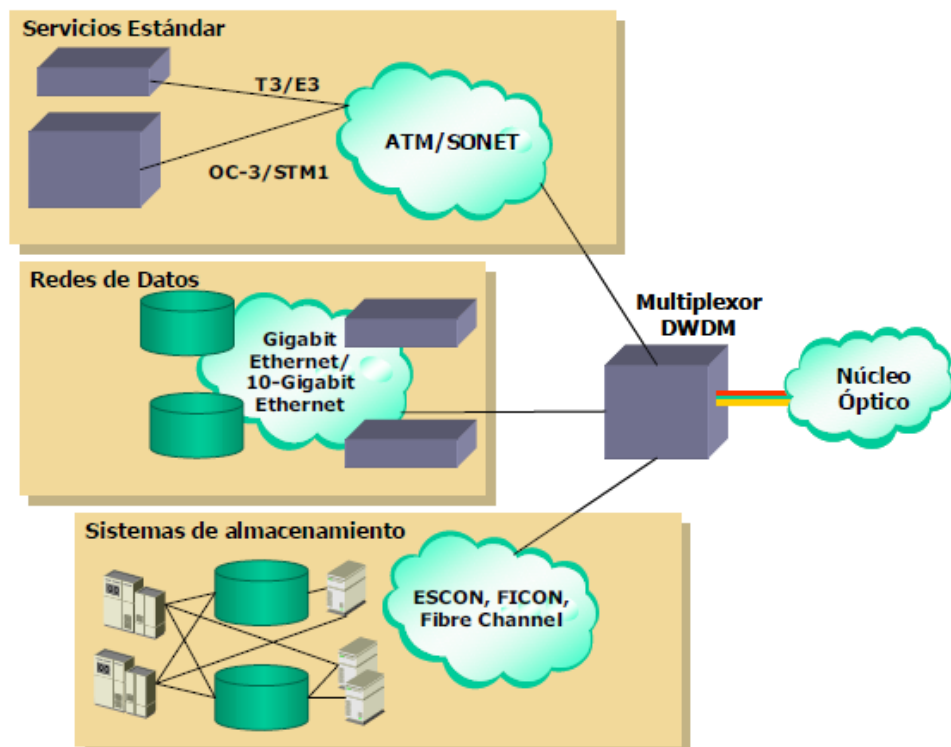 Servicios Estándar
T3/E3
ATM/SONET
OC-3/STM1
Redes de Datos
Gigabit
Ethernet/
10-Gigabit
Ethernet
Multiplexor
DWDM
Núcleo
Óptico
Sistemas de almacenamiento
ESCON, FICON,
Fibre Channel